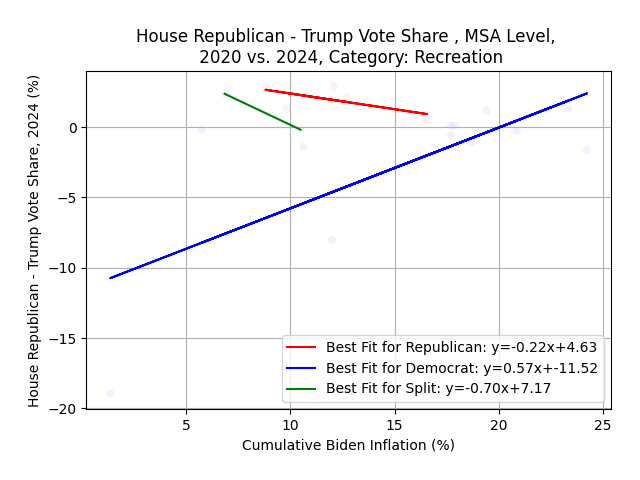 House Republican - Trump Vote Share , MSA Level,
2020 vs. 2024, Category: Recreation
House Republican - Trump Vote Share, 2024 (%)
0
−5
−10
−15
−20
5
10
15
20
25
Cumulative Biden Inflation (%)
Best Fit for Republican: y=-0.22x+4.63
Best Fit for Democrat: y=0.57x+-11.52
Best Fit for Split: y=-0.70x+7.17